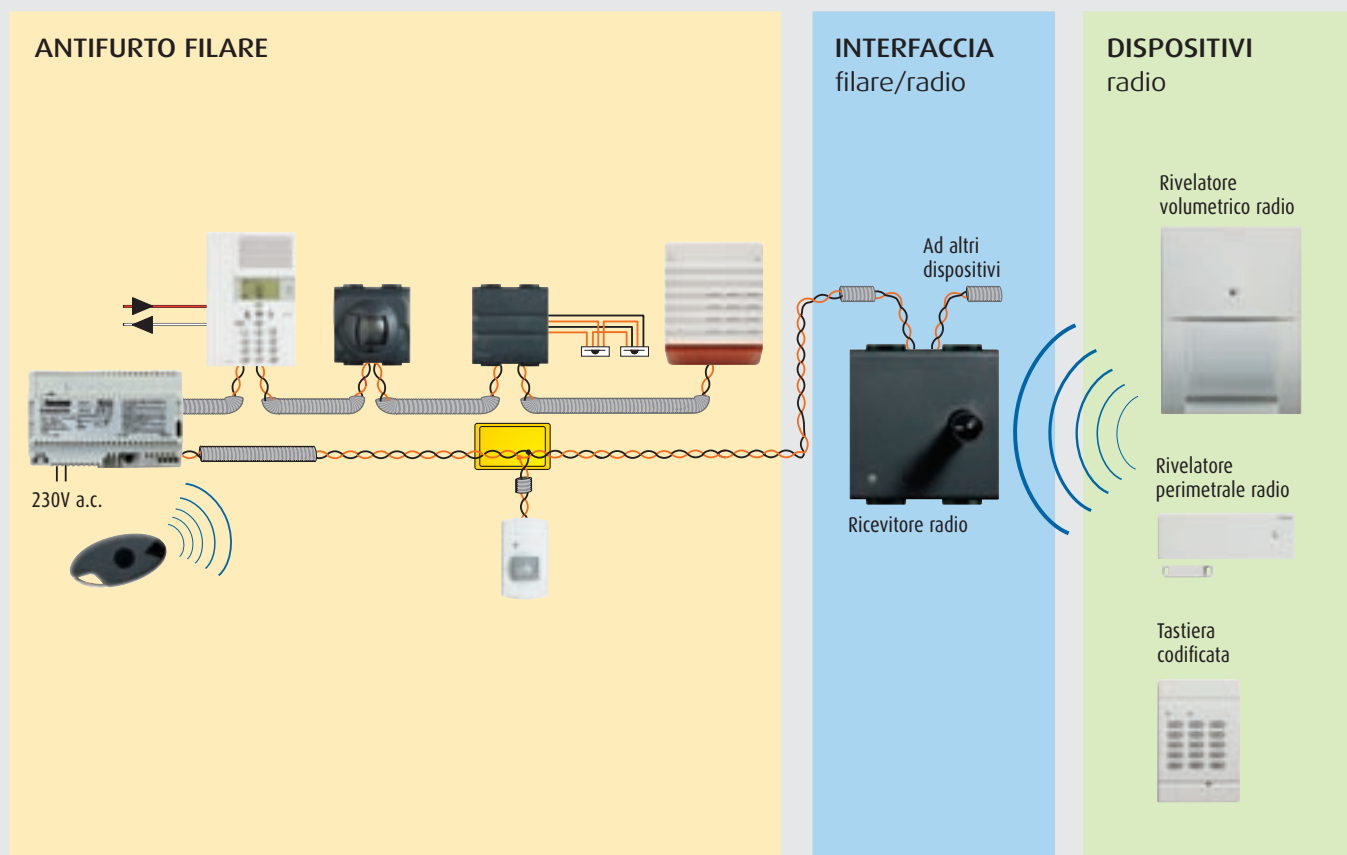 ANTIFURTO FILARE
INTERFACCIA
filare/radio
DISPOSITIVI
radio
Rivelatore
volumetrico radio
Ad altri
dispositivi
230V a.c.
Ricevitore radio
Rivelatore
perimetrale radio
Tastiera
codificata